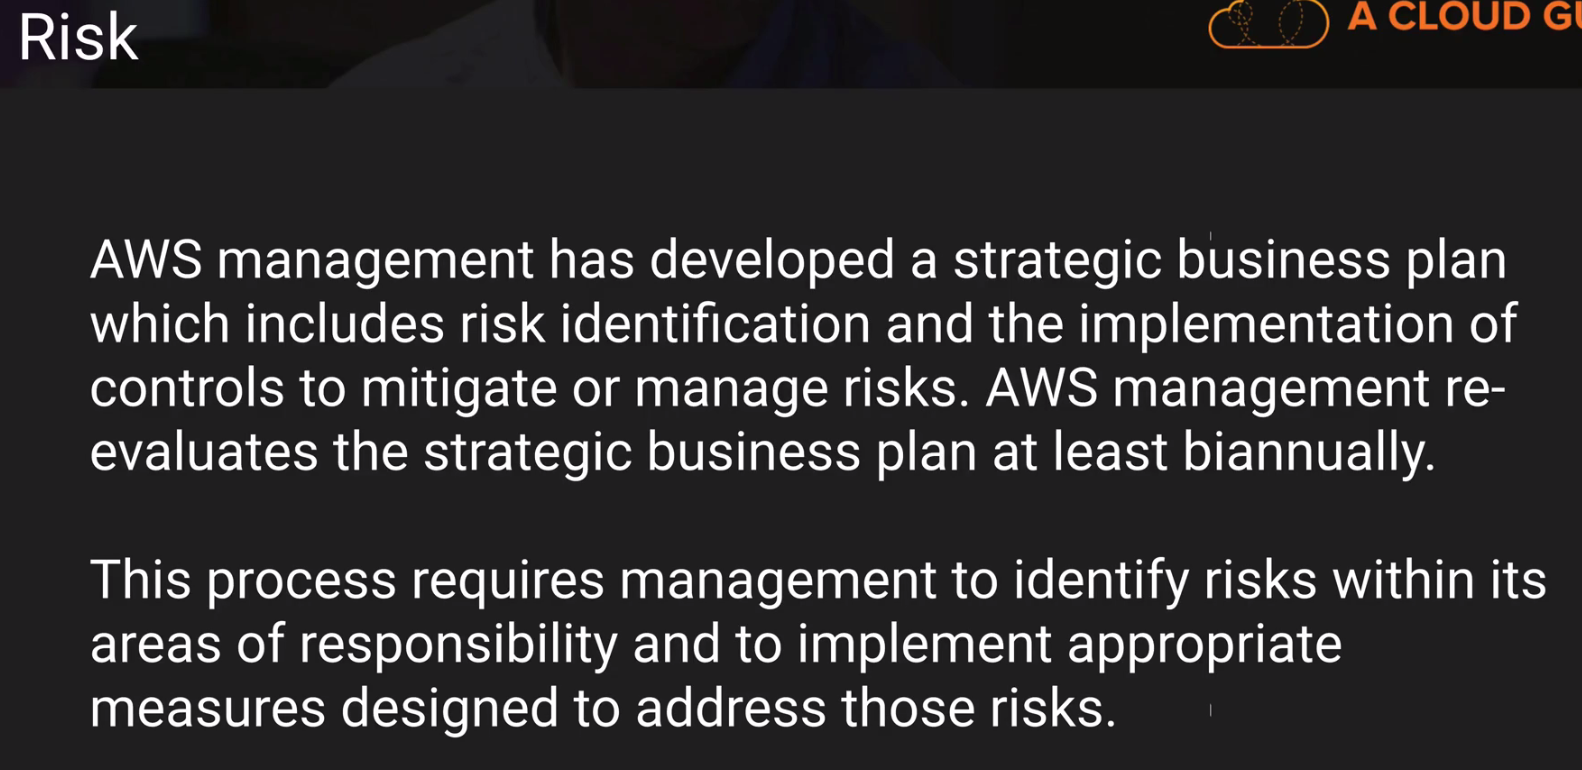 Risk
A CLOUD GU
AWS management has developed a strategic business plan
which includes risk identification and the implementation of
controls to mitigate or manage risks. AWS management re-
evaluates the strategic business plan at least biannually.
This process requires management to identify risks within its
areas of responsibility and to implement appropriate
measures designed to address those risks.